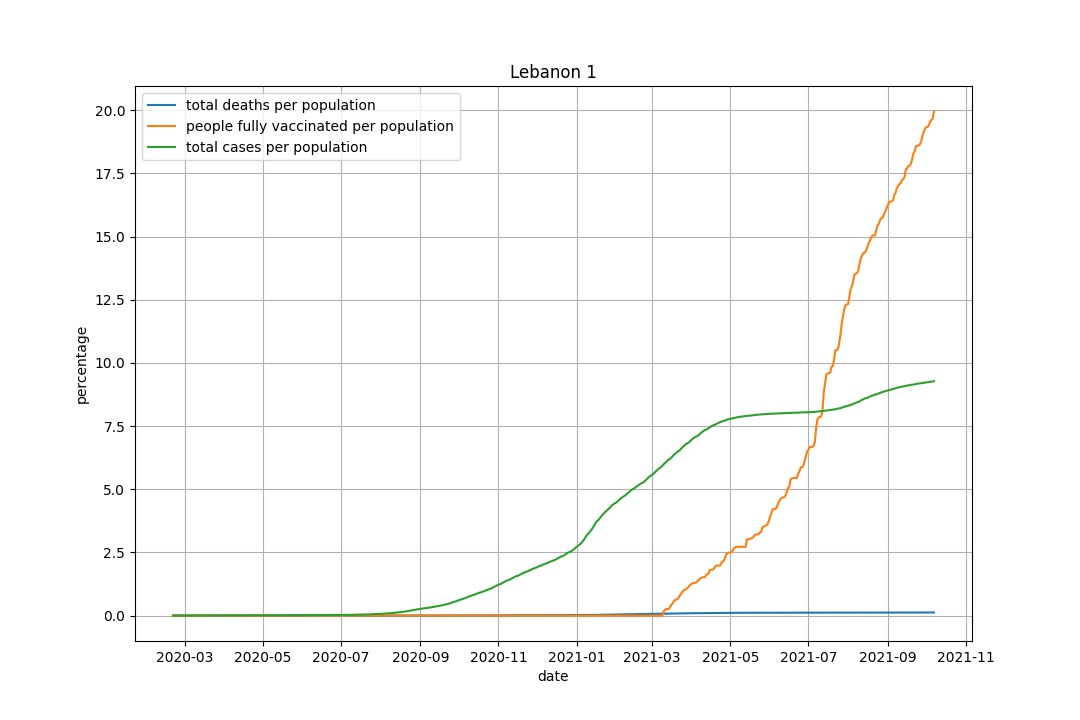 Lebanon 1
total deaths per population
people fully vaccinated per population
total cases per population
20.0
17.5
15.0
12.5
10.0
7.5
5.0
2.5
0.0
percentage
2020-03 2020-05 2020-07 2020-09 2020-11 2021-01 2021-03 2021-05 2021-07 2021-09 2021-11
date